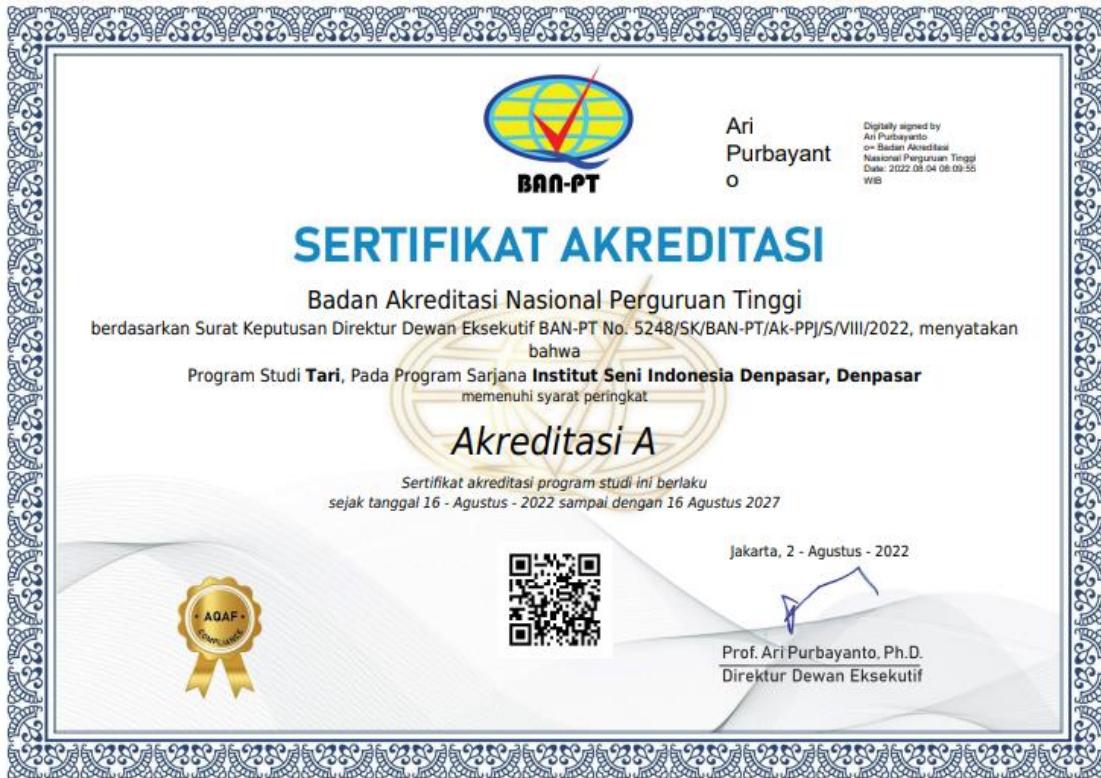 BAN-PT
Ari
Purbayant
o
Digitally signed by
Ari Purbayanto
o= Badan Akreditasi
Nasional Perguruan Tinggi
Date: 2022.08.04 08:09:55
WIB
SERTIFIKAT AKREDITASI
Badan Akreditasi Nasional Perguruan Tinggi
berdasarkan Surat Keputusan Direktur Dewan Eksekutif BAN-PT No. 5248/SK/BAN-PT/Ak-PPJ/S/VIII/2022, menyatakan
bahwa
Program Studi Tari, Pada Program Sarjana Institut Seni Indonesia Denpasar, Denpasar
memenuhi syarat peringkat
Akreditasi A
Sertifikat akreditasi program studi ini berlaku
sejak tanggal 16 - Agustus - 2022 sampai dengan 16 Agustus 2027
Jakarta, 2 - Agustus - 2022
AQAF
COMPLIANCE
Prof. Ari Purbayanto, Ph.D.
Direktur Dewan Eksekutif